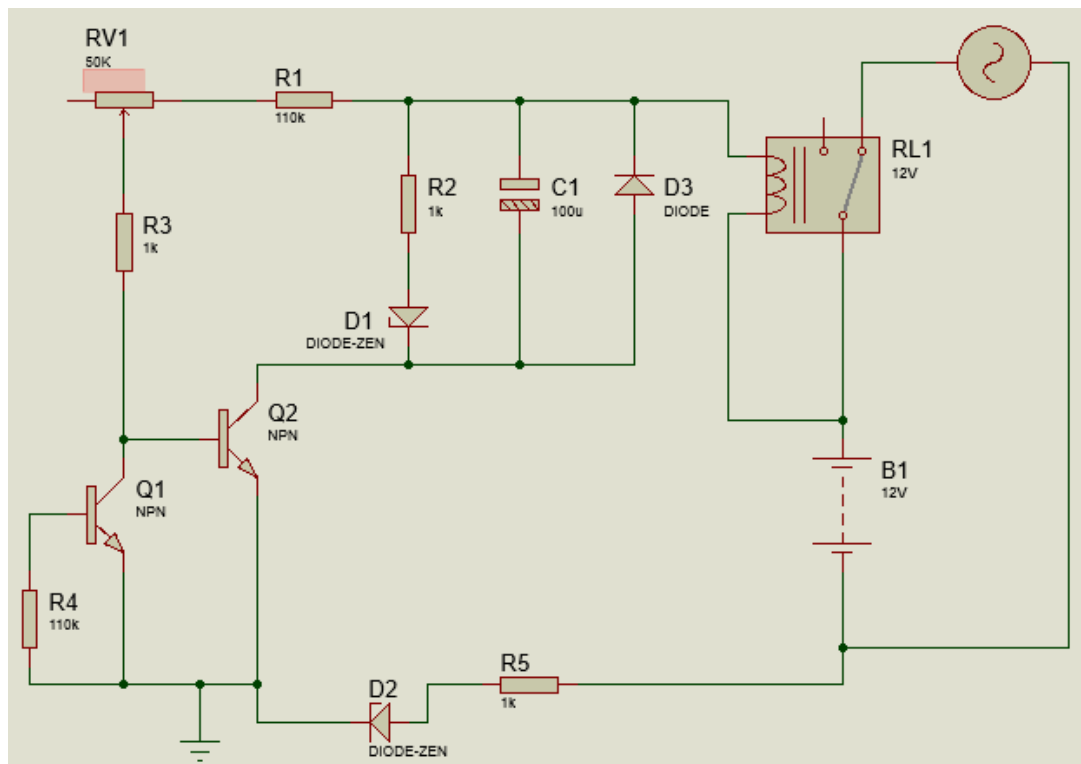 RV1
50K
R1
110k
R2
1k
C1
100u
D3
DIODE
RL1
12V
R3
1k
D1
DIODE-ZEN
Q2
NPN
Q1
NPN
B1
12V
R4
110k
R5
1k
D2
DIODE-ZEN